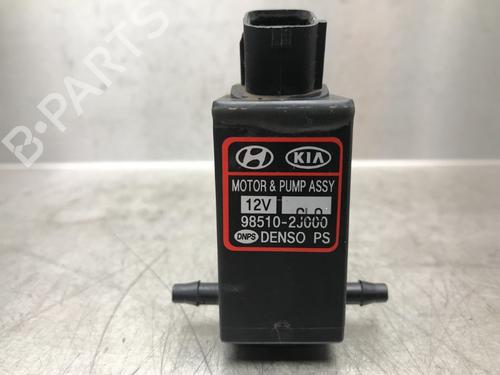 B-PARTS
KIA
MOTOR & PUMP ASSY
12V
98510-2J000
DNPS DENSO PS